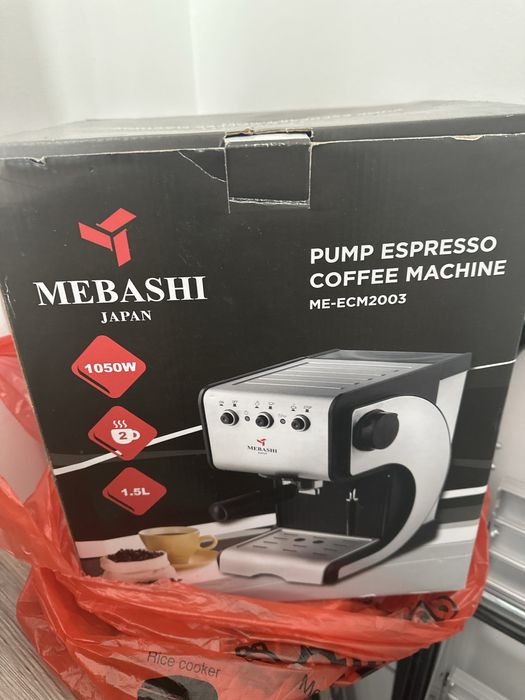 PUMP ESPRESSO
COFFEE MACHINE
ME-ECM2003
MEBASHI
JAPAN
1050W
2
1.5L
MEBASHI
Rice cooker